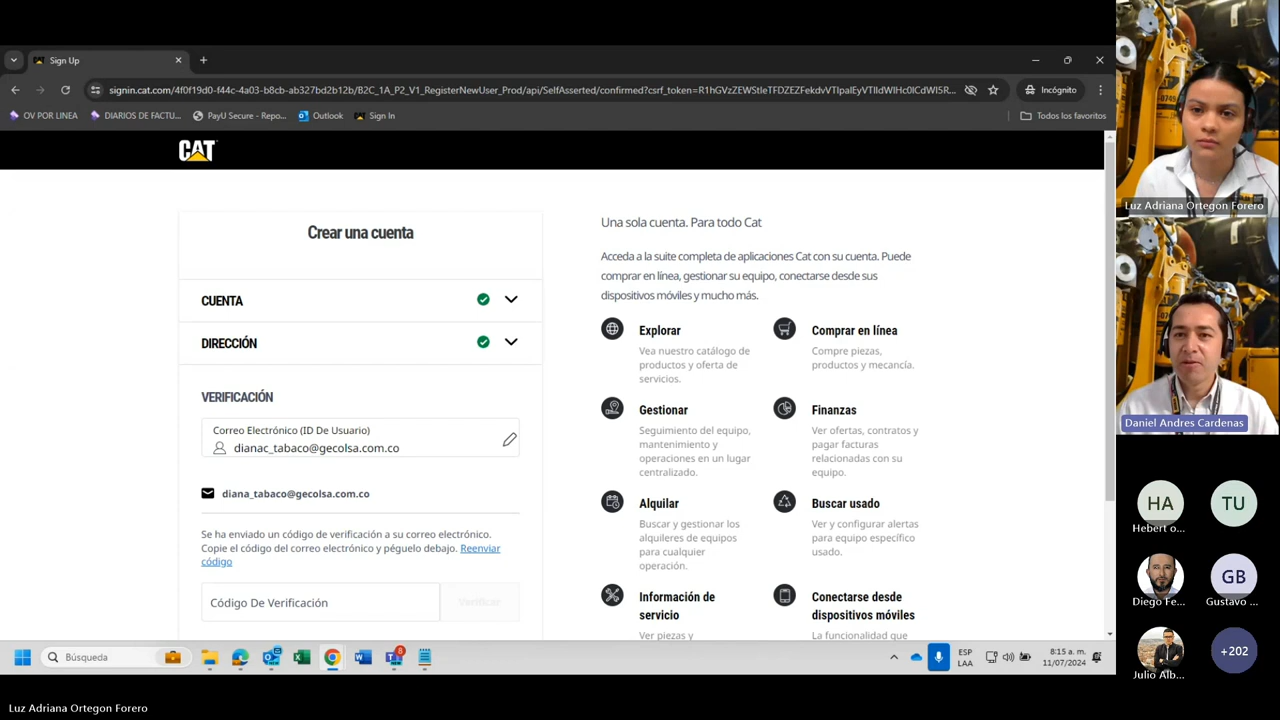 Sign Up
signin.cat.com/4f0f19d0-f44c-4a03-b8cb-ab327bd2b12b/B2C_1A_P2_V1_RegisterNewUser_Prod/api/SelfAsserted/confirmed?csrf_token=
Incógnito
OV POR LINEA
DIARIOS DE FACTU...
PayU Secure - Repo...
Outlook
Sign In
Todos los favoritos
CAT
Crear una cuenta
CUENTA
DIRECCIÓN
VERIFICACIÓN
Correo Electrónico (ID De Usuario)
dianac_tabaco@gecolsa.com.co
diana_tabaco@gecolsa.com.co
Se ha enviado un código de verificación a su correo electrónico.
Copie el código del correo electrónico y péguelo debajo. Reenviar
código
Código De Verificación
Verificar
Una sola cuenta. Para todo Cat
Acceda a la suite completa de aplicaciones Cat con su cuenta. Puede
comprar en línea, gestionar su equipo, conectarse desde sus
dispositivos móviles y mucho más.
Explorar
Vea nuestro catálogo de
productos y oferta de
servicios.
Comprar en línea
Compre piezas,
productos y mecancía.
Gestionar
Seguimiento del equipo,
mantenimiento y
operaciones en un lugar
centralizado.
Finanzas
Ver ofertas, contratos y
pagar facturas
relacionadas con su
equipo.
Alquilar
Buscar y gestionar los
alquileres de equipos
para cualquier
operación.
Buscar usado
Ver y configurar alertas
para equipo específico
usado.
Información de
servicio
Ver piezas y
Conectarse desde
dispositivos móviles
La funcionalidad que
Búsqueda
8
ESP
LAA
8:15 a. m.
11/07/2024
Luz Adriana Ortegon Forero
Daniel Andres Cardenas
HA
Hebert o...
TU
Diego Fe...
GB
Gustavo ...
Julio Alb...
+202
Luz Adriana Ortegon Forero